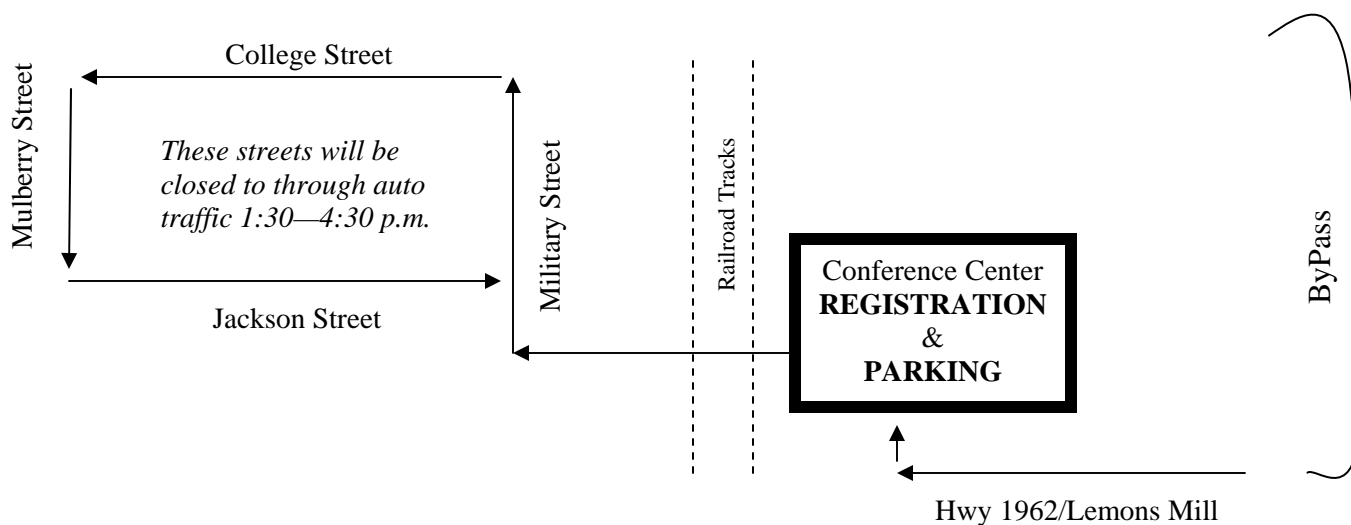 College Street
Mulberry Street
These streets will be
closed to through auto
traffic 1:30—4:30 p.m.
Military Street
Railroad Tracks
Jackson Street
Conference Center
REGISTRATION
&
PARKING
ByPass
Hwy 1962/Lemons Mill